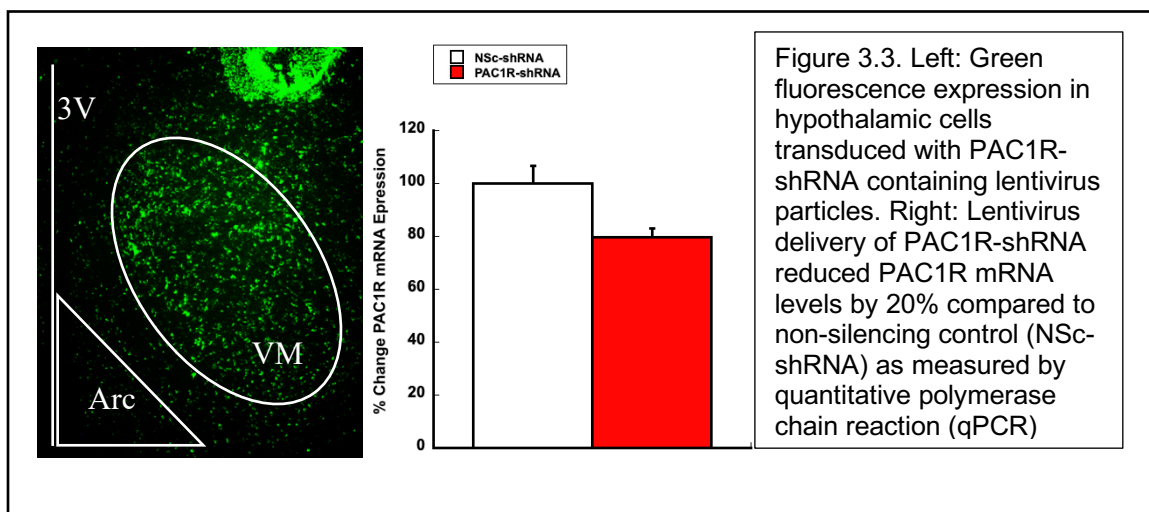 3V
VM
Arc
NSc-shRNA
PAC1R-shRNA
% Change PAC1R mRNA Epression
120
100
80
60
40
20
0
Figure 3.3. Left: Green
fluorescence expression in
hypothalamic cells
transduced with PAC1R-
shRNA containing lentivirus
particles. Right: Lentivirus
delivery of PAC1R-shRNA
reduced PAC1R mRNA
levels by 20% compared to
non-silencing control (NSc-
shRNA) as measured by
quantitative polymerase
chain reaction (qPCR)